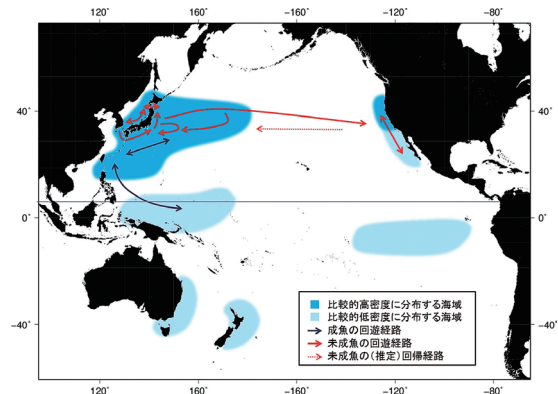 120° 160° −160° −120° −80°
40°
40°
0°
0°
−40°
−40°
比較的高密度に分布する海域
比較的低密度に分布する海域
成魚の回遊経路
未成魚の回遊経路
未成魚の(推定)回帰経路
120° 160° −160° −120° −80°